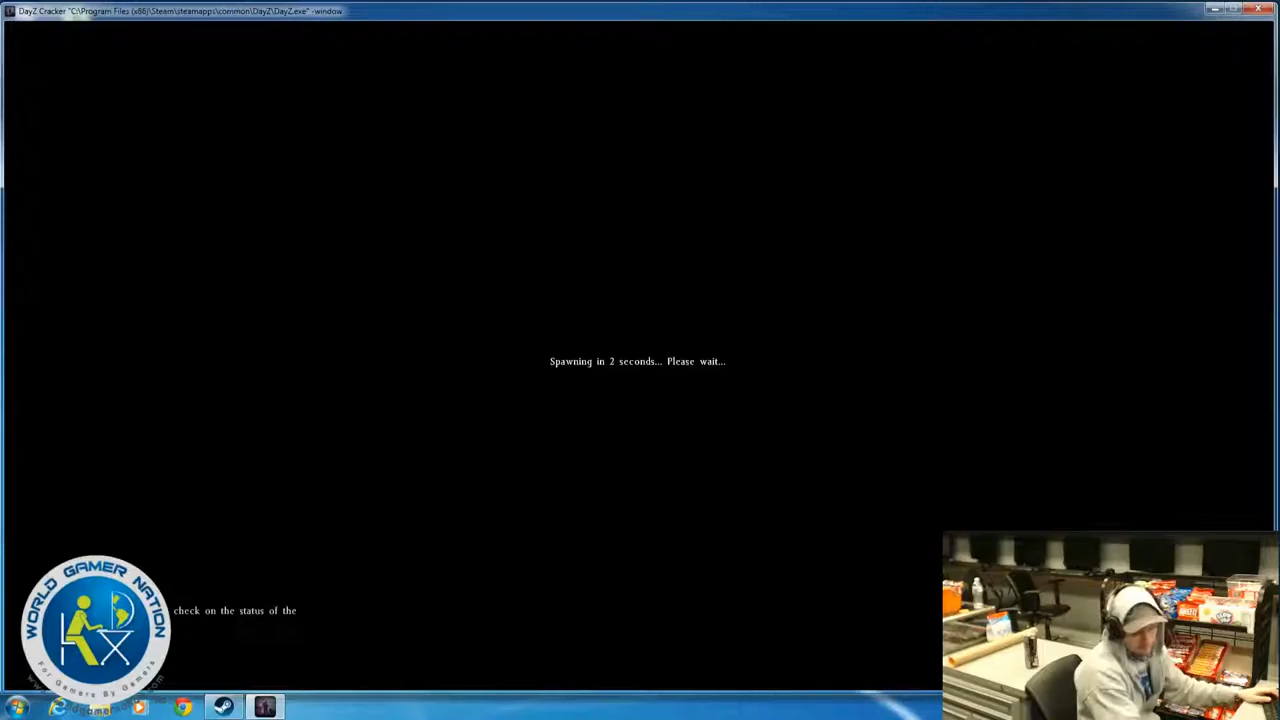 DayZ Cracker "C:\Program Files (x86)\Steam\steamapps\common\DayZ\DayZ.exe" -window
Spawning in 2 seconds... Please wait...
check on the status of the
WORLD GAMER NATION
For Gamers By Gamers